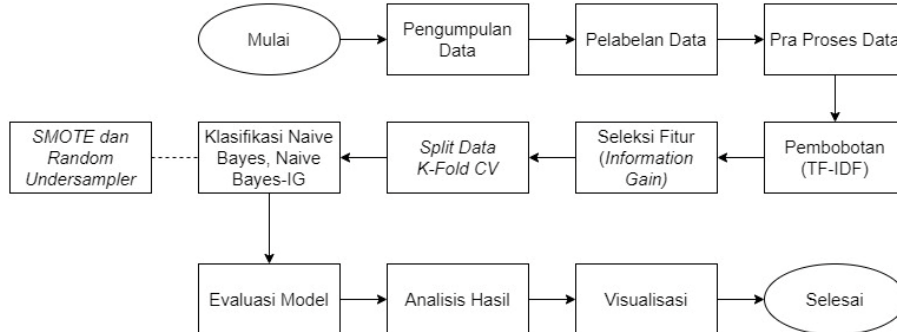 Mulai
Pengumpulan
Data
Pelabelan Data
Pra Proses Data
Pembobotan
(TF-IDF)
Seleksi Fitur
(Information
Gain)
Split Data
K-Fold CV
Klasifikasi Naive
Bayes, Naive
Bayes-IG
SMOTE dan
Random
Undersampler
Evaluasi Model
Analisis Hasil
Visualisasi
Selesai